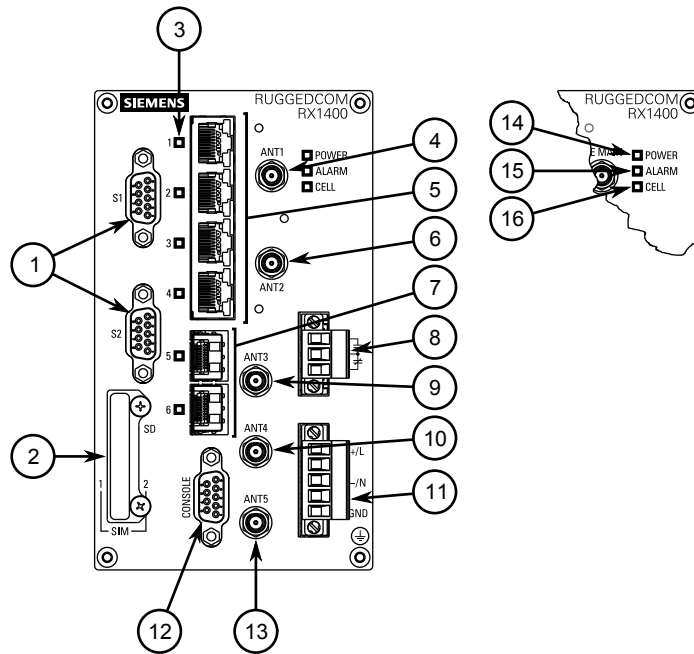 3
SIEMENS
RUGGEDCOM
RX1400
1
ANT1
POWER
ALARM
CELL
4
S1
2
5
3
ANT2
6
1
4
S2
7
5
ANT3
8
9
6
SD
ANT4
10
+/L
2
CONSOLE
–/N
11
1
2
ANT5
GND
SIM
12
13
RUGGEDCOM
RX1400
14
E MA
POWER
15
ALARM
16
CELL